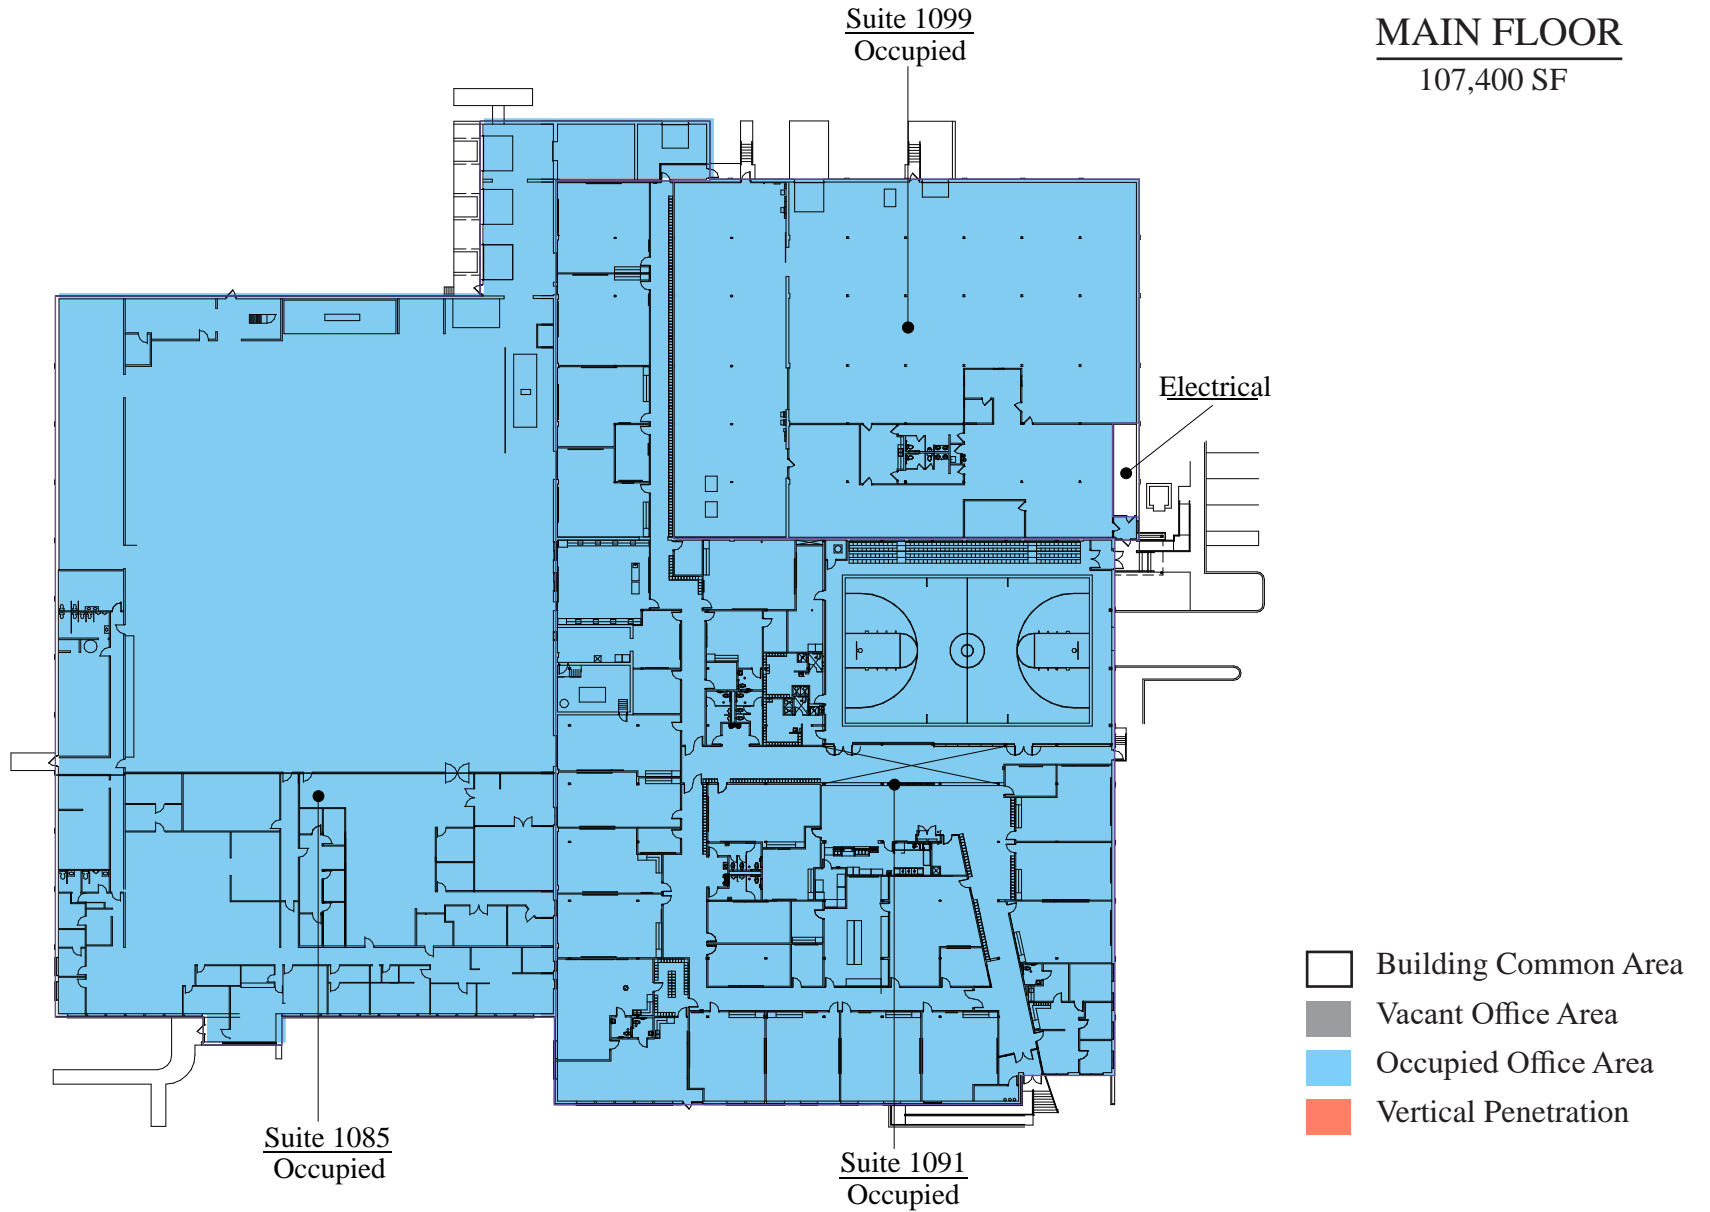 Suite 1099
Occupied
MAIN FLOOR
107,400 SF
Electrical
Building Common Area
Vacant Office Area
Occupied Office Area
Vertical Penetration
Suite 1085
Occupied
Suite 1091
Occupied